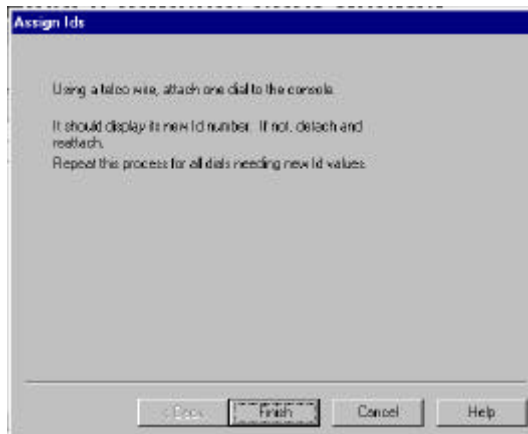 Assign Ids
Using a telco wire, attach one dial to the console.
It should display its new Id number. If not, detach and
reattach.
Repeat this process for all dials needing new Id values.
< Back
Finish
Cancel
Help